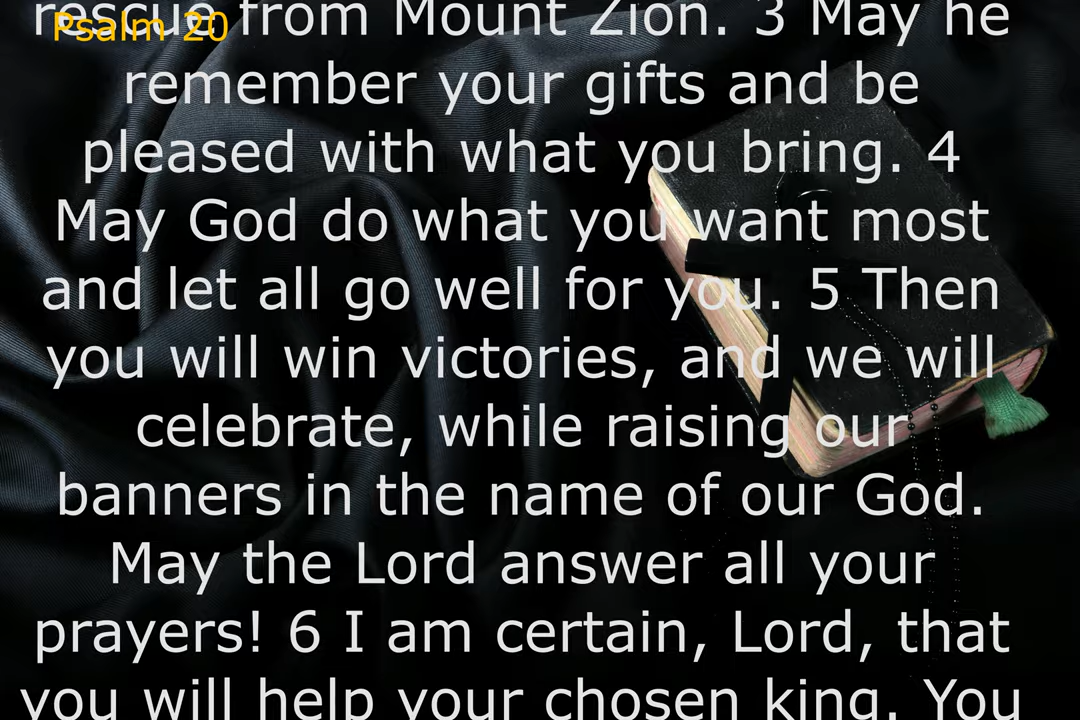 Psalm 20
rescue from Mount Zion. 3 May he
remember your gifts and be
pleased with what you bring. 4
May God do what you want most
and let all go well for you. 5 Then
you will win victories, and we will
celebrate, while raising our
banners in the name of our God.
May the Lord answer all your
prayers! 6 I am certain, Lord, that
you will help your chosen king. You